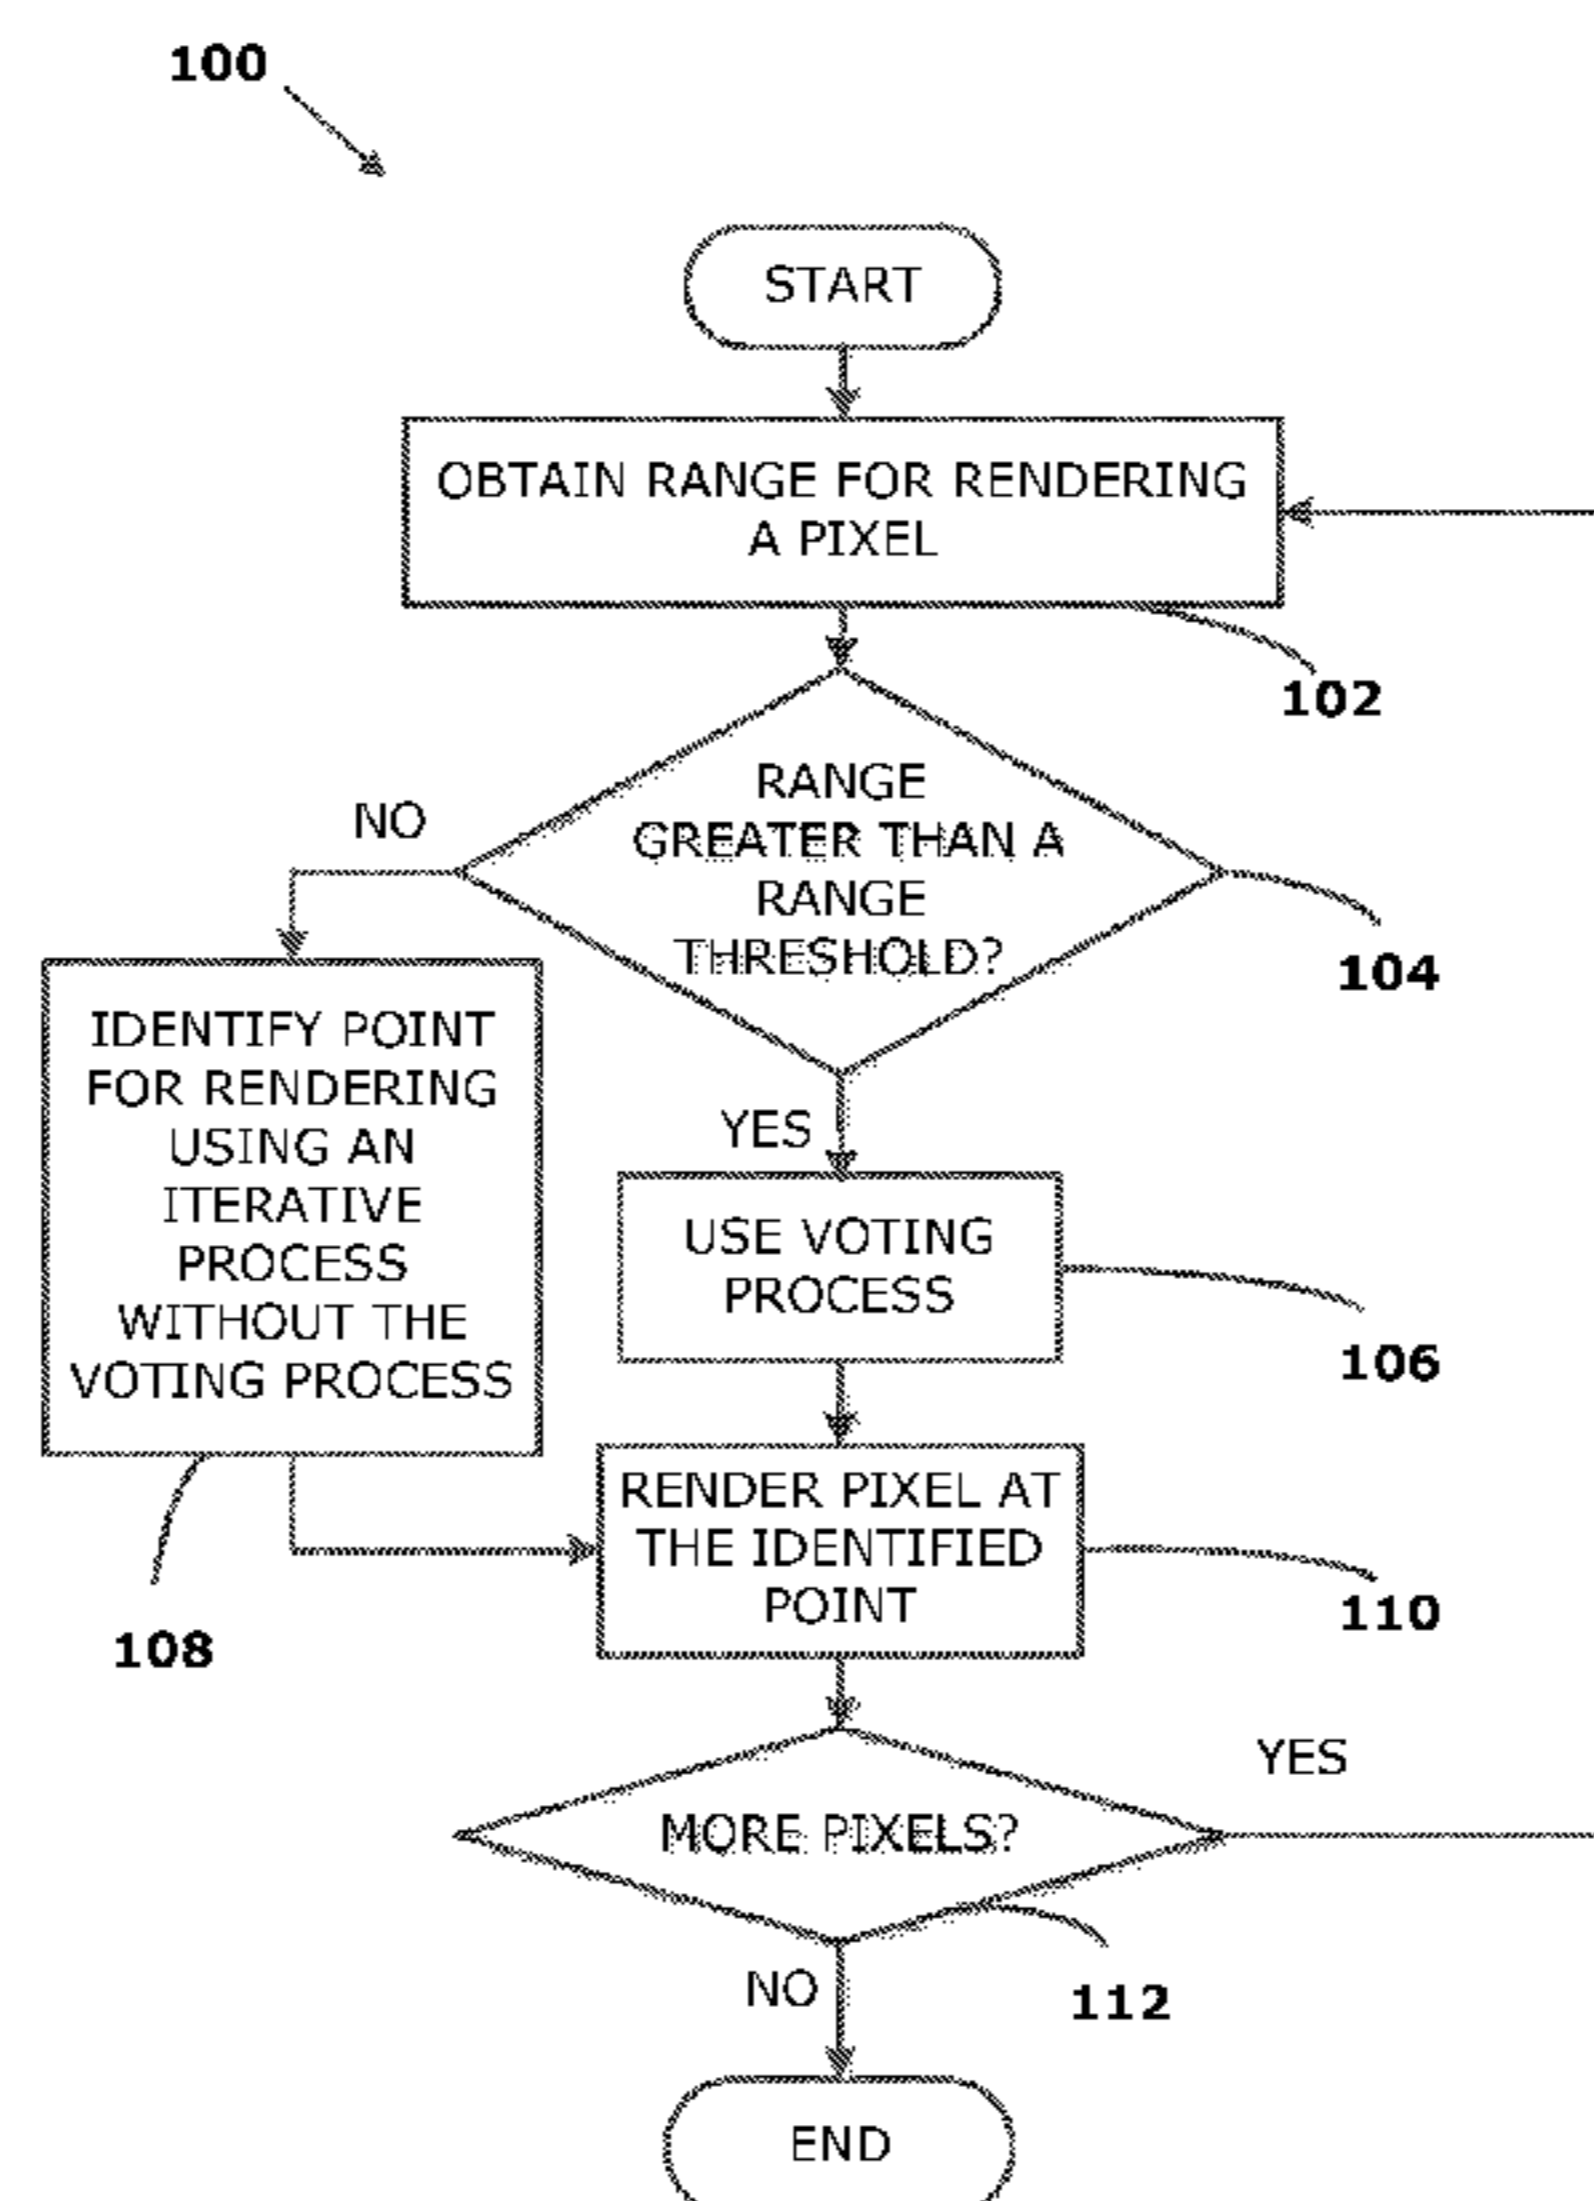 100
START
OBTAIN RANGE FOR RENDERING
A PIXEL
102
RANGE
GREATER THAN A
RANGE
THRESHOLD?
NO
104
IDENTIFY POINT
FOR RENDERING
USING AN
ITERATIVE
PROCESS
WITHOUT THE
VOTING PROCESS
YES
USE VOTING
PROCESS
106
RENDER PIXEL AT
THE IDENTIFIED
POINT
108
110
YES
MORE PIXELS?
NO
112
END